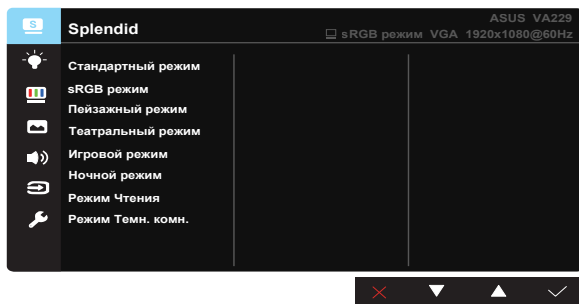 S
Splendid
ASUS VA229
sRGB режим VGA 1920x1080@60Hz
Стандартный режим
sRGB режим
Пейзажный режим
Театральный режим
Игровой режим
Ночной режим
Режим Чтения
Режим Темн. комн.